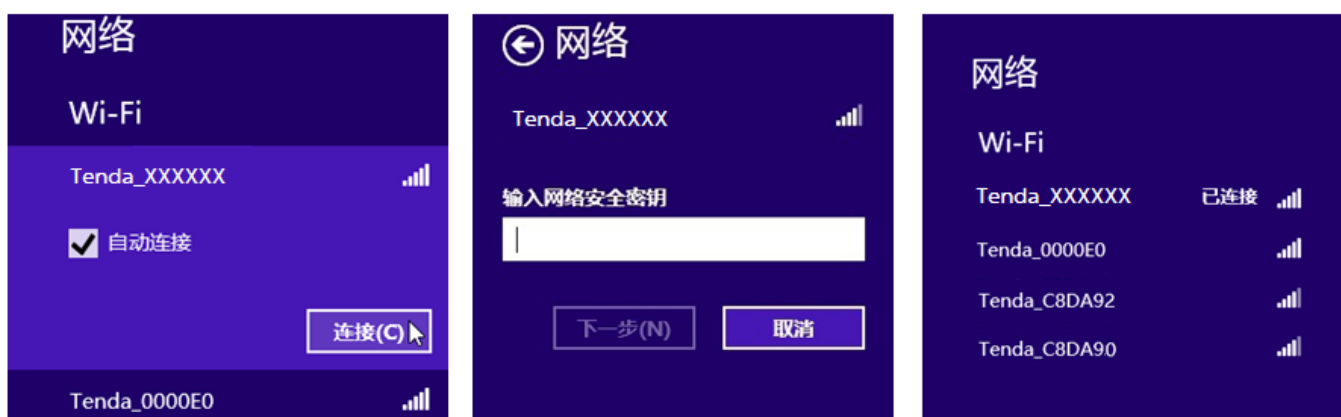 网络
Wi-Fi
Tenda_XXXXXX
自动连接
连接(C)
Tenda_0000E0
网络
Tenda_XXXXXX
输入网络安全密钥
下一步(N)
取消
网络
Wi-Fi
Tenda_XXXXXX 已连接
Tenda_0000E0
Tenda_C8DA92
Tenda_C8DA90